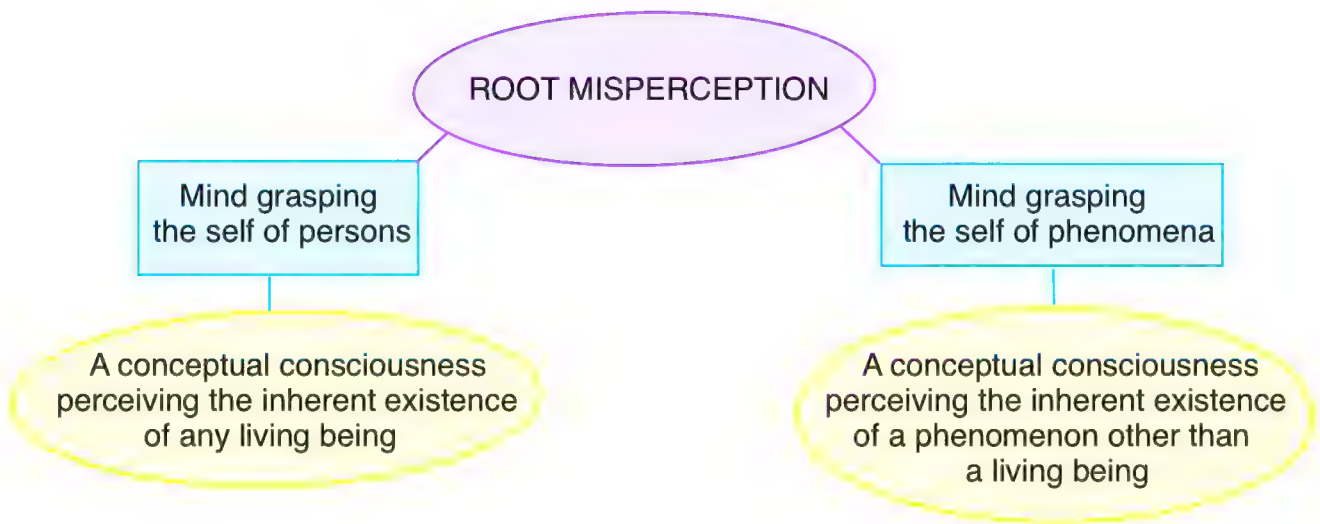 ROOT MISPERCEPTION
Mind grasping
the self of persons
Mind grasping
the self of phenomena
A conceptual consciousness
perceiving the inherent existence
of any living being
A conceptual consciousness
perceiving the inherent existence
of a phenomenon other than
a living being